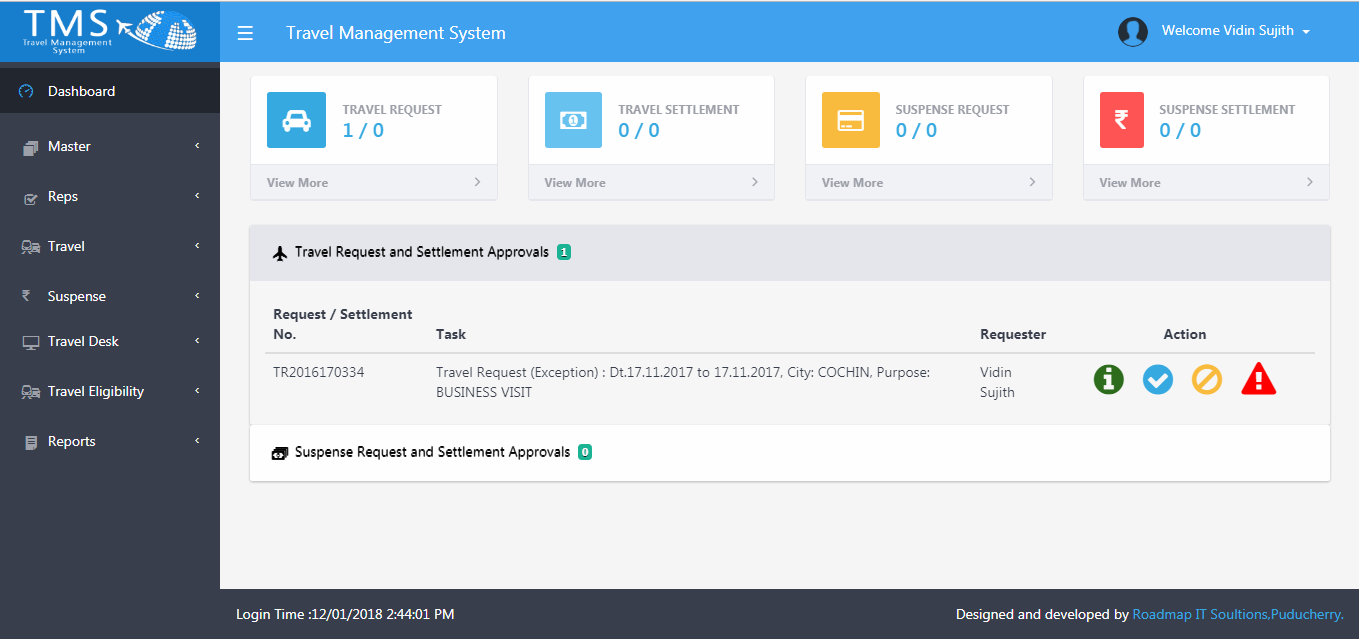 TMS
Travel Management
System
Travel Management System
Welcome Vidin Sujith
Dashboard
Master
Reps
Travel
Suspense
Travel Desk
Travel Eligibility
Reports
TRAVEL REQUEST
1 / 0
View More
TRAVEL SETTLEMENT
0 / 0
View More
SUSPENSE REQUEST
0 / 0
View More
SUSPENSE SETTLEMENT
0 / 0
View More
Travel Request and Settlement Approvals 1
Request / Settlement
No. Task Requester Action
TR2016170334 Travel Request (Exception) : Dt.17.11.2017 to 17.11.2017, City: COCHIN, Purpose: Vidin
BUSINESS VISIT Sujith
Suspense Request and Settlement Approvals 0
Login Time :12/01/2018 2:44:01 PM
Designed and developed by Roadmap IT Soultions,Puducherry.